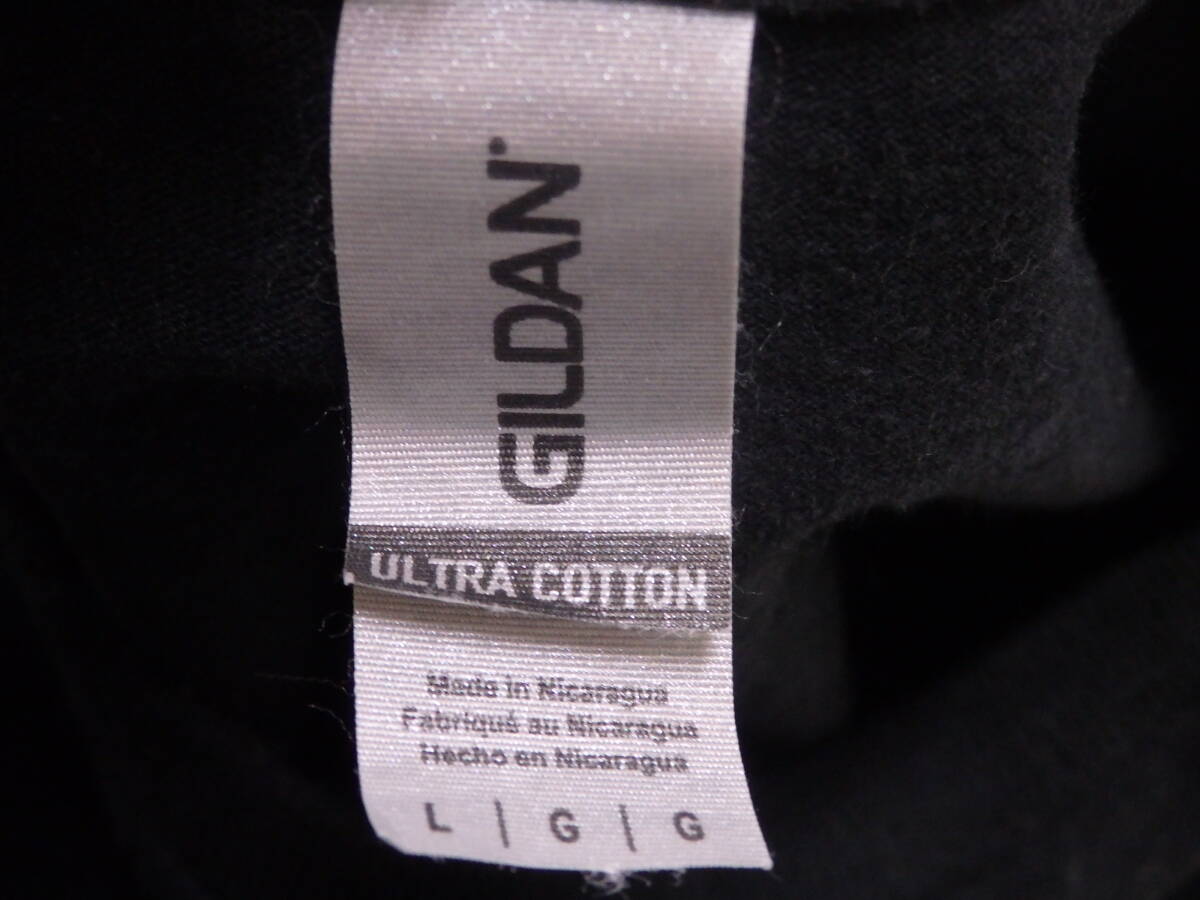 GILDAN
ULTRA COTTON
Made in Nicaragua
Fabriqué au Nicaragua
Hecho en Nicaragua
L | G | G